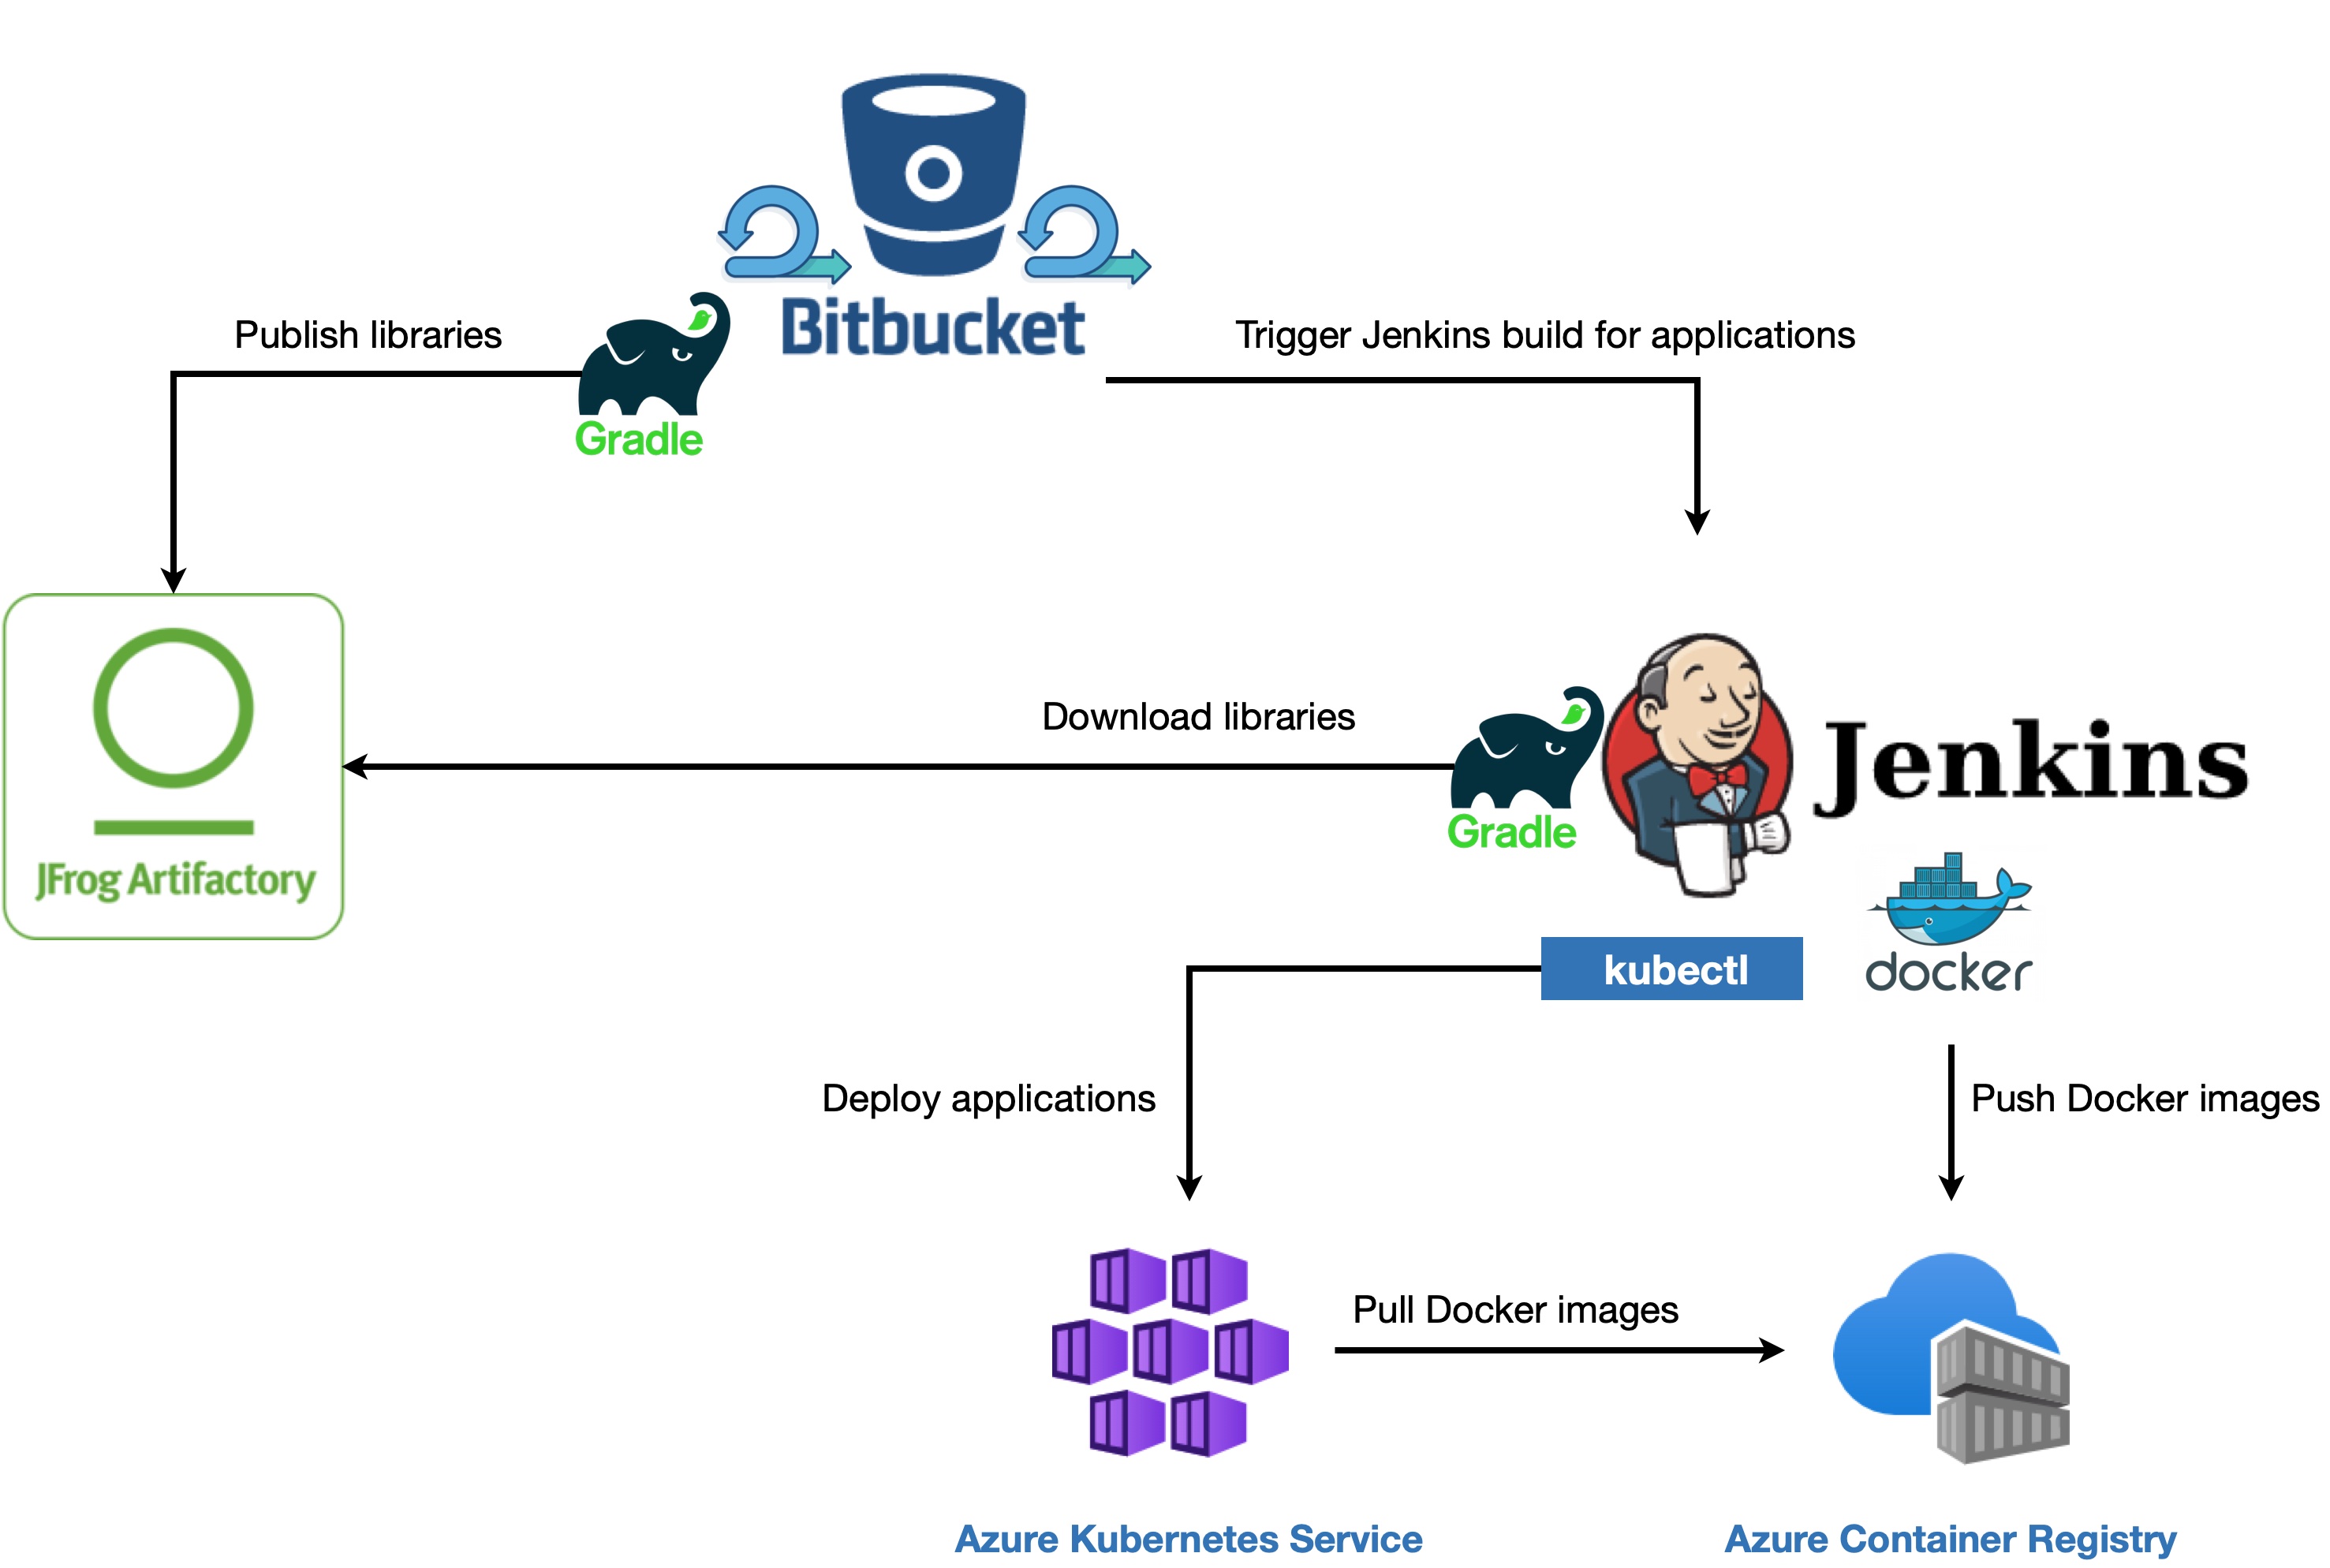 Bitbucket
Publish libraries
Trigger Jenkins build for applications
Gradle
Download libraries
Jenkins
Gradle
JFrog Artifactory
kubectl
docker
Deploy applications
Push Docker images
Pull Docker images
Azure Kubernetes Service
Azure Container Registry